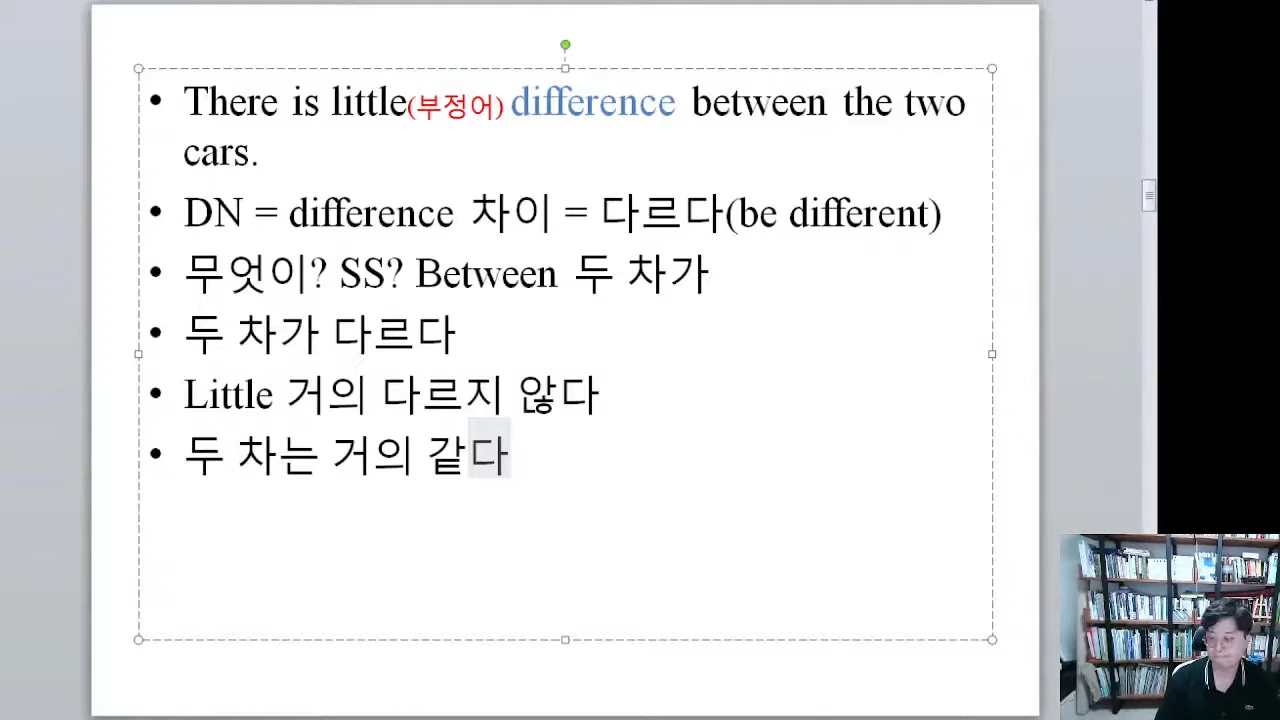 • There is little(부정어) difference between the two
cars.
• DN = difference 차이 = 다르다(be different)
• 무엇이? SS? Between 두 차가
• 두 차가 다르다
• Little 거의 다르지 않다
• 두 차는 거의 같다